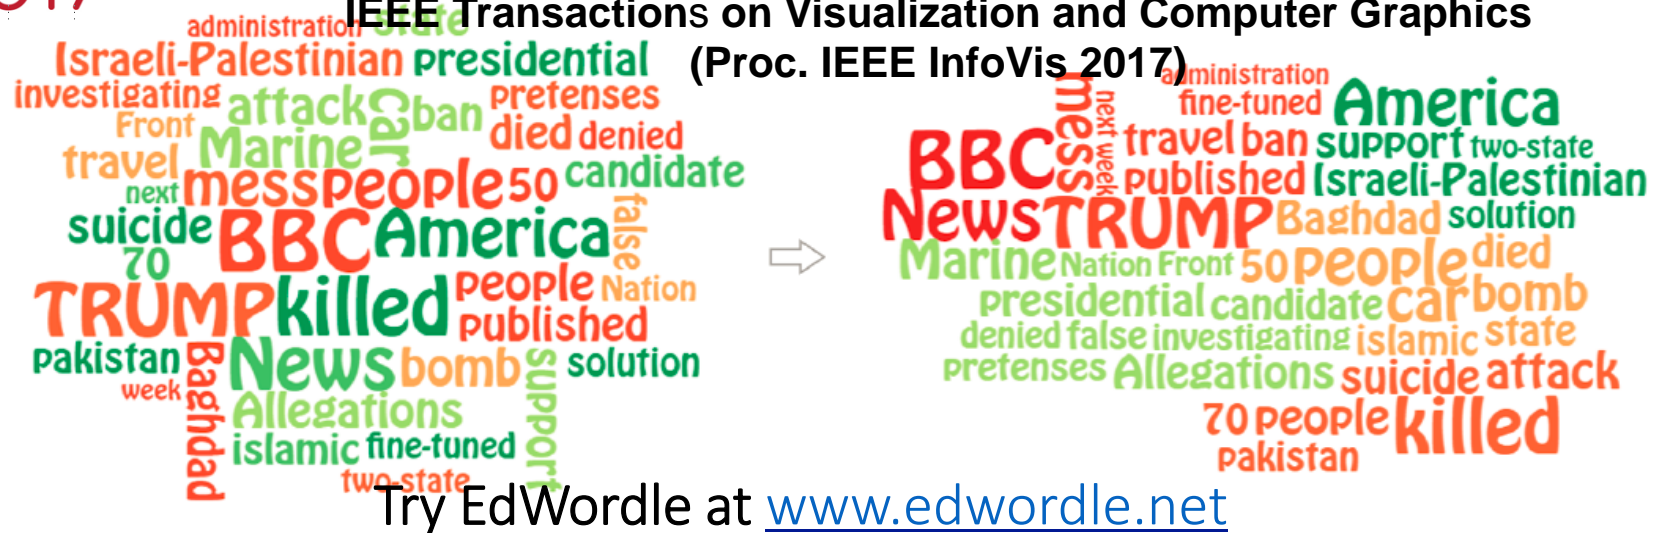 2017
IEEE Transactions on Visualization and Computer Graphics
(Proc. IEEE InfoVis 2017)
administration state
Israeli-Palestinian presidential
investigating attack car ban pretenses
Front Marine died denied
travel candidate
next mess people 50
suicide BBC America false
70
TRUMP killed people Nation
published
pakistan Baghdad News bomb support solution
week
Allegations
islamic fine-tuned
two-state
administration
mess next week fine-tuned America
BBC travel ban support two-state
published Israeli-Palestinian
News TRUMP Baghdad solution
Marine Nation Front 50 people died
presidential candidate car bomb
denied false investigating islamic state
pretenses Allegations suicide attack
70 people killed
pakistan
Try EdWordle at www.edwordle.net